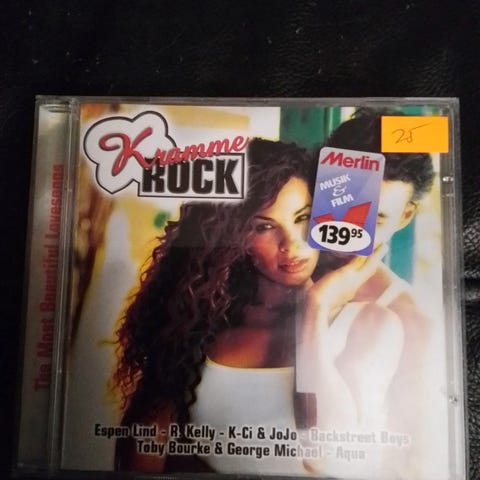 Kramme
ROCK
25
Merlin
MUSIK
&
FILM
139 95
The Most Beautiful Lovesongs
Espen Lind - R. Kelly - K-Ci & JoJo - Backstreet Boys
Toby Bourke & George Michael - Aqua